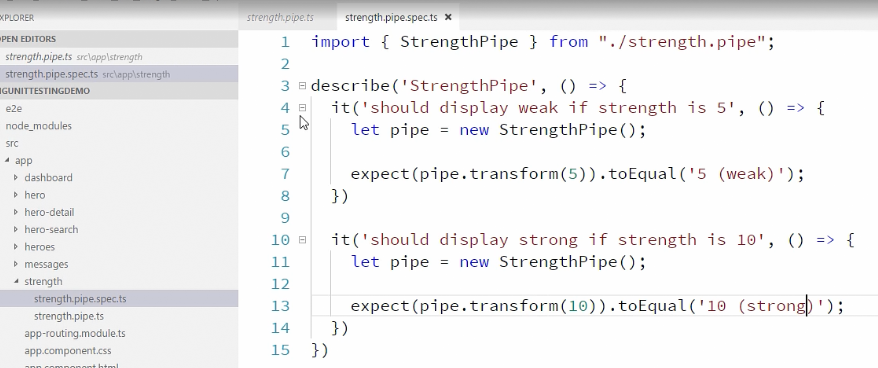 XPLORER
OPEN EDITORS
strength.pipe.ts src\app\strength
strength.pipe.spec.ts src\app\strength
NGUNITTESTINGDEMO
e2e
node_modules
src
app
dashboard
hero
hero-detail
hero-search
heroes
messages
strength
strength.pipe.spec.ts
strength.pipe.ts
app-routing.module.ts
app.component.css
app.component.html
strength.pipe.ts strength.pipe.spec.ts ×
1 import { StrengthPipe } from "./strength.pipe";
2
3 describe('StrengthPipe', () => {
4 it('should display weak if strength is 5', () => {
5 let pipe = new StrengthPipe();
6
7 expect(pipe.transform(5)).toEqual('5 (weak)');
8 })
9
10 it('should display strong if strength is 10', () => {
11 let pipe = new StrengthPipe();
12
13 expect(pipe.transform(10)).toEqual('10 (strong)');
14 })
15 })